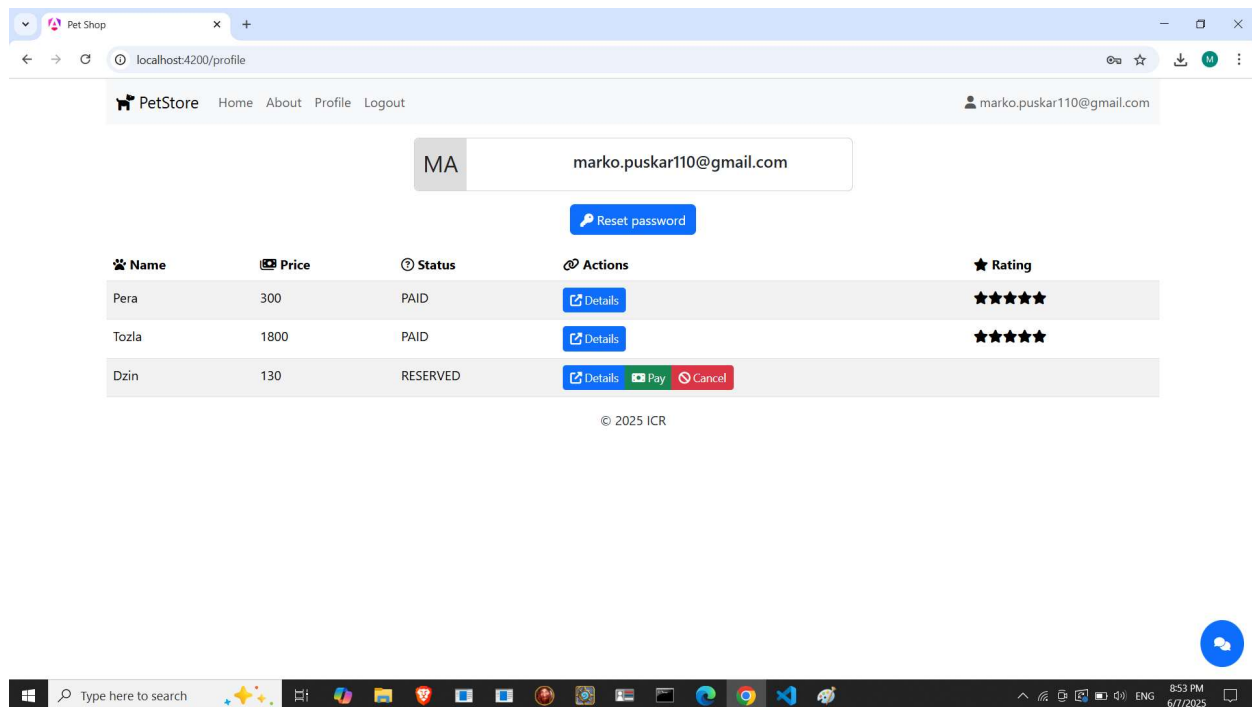 Pet Shop
localhost:4200/profile
M
PetStore Home About Profile Logout marko.puskar110@gmail.com
MA marko.puskar110@gmail.com
Reset password
Name Price Status Actions Rating
Pera 300 PAID Details
Tozla 1800 PAID Details
Dzin 130 RESERVED Details Pay Cancel
© 2025 ICR
Type here to search ENG 8:53 PM
6/7/2025